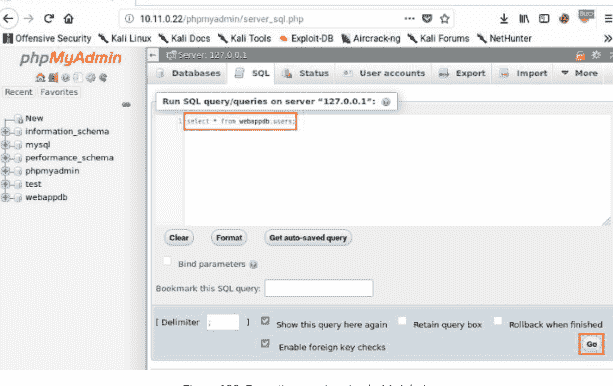 10.11.0.22/phpmyadmin/server_sql.php
Offensive Security Kali Linux Kali Docs Kali Tools Exploit-DB Aircrack-ng Kali Forums NetHunter
phpMyAdmin
Server: 127.0.0.1
Databases SQL Status User accounts Export Import More
Recent Favorites
New
information_schema
mysql
performance_schema
phpmyadmin
test
webappdb
Run SQL query/queries on server “127.0.0.1”:
1 select * from webappdb.users;
Clear Format Get auto-saved query
Bind parameters
Bookmark this SQL query:
[ Delimiter ; ] Show this query here again Retain query box Rollback when finished
Enable foreign key checks
Go